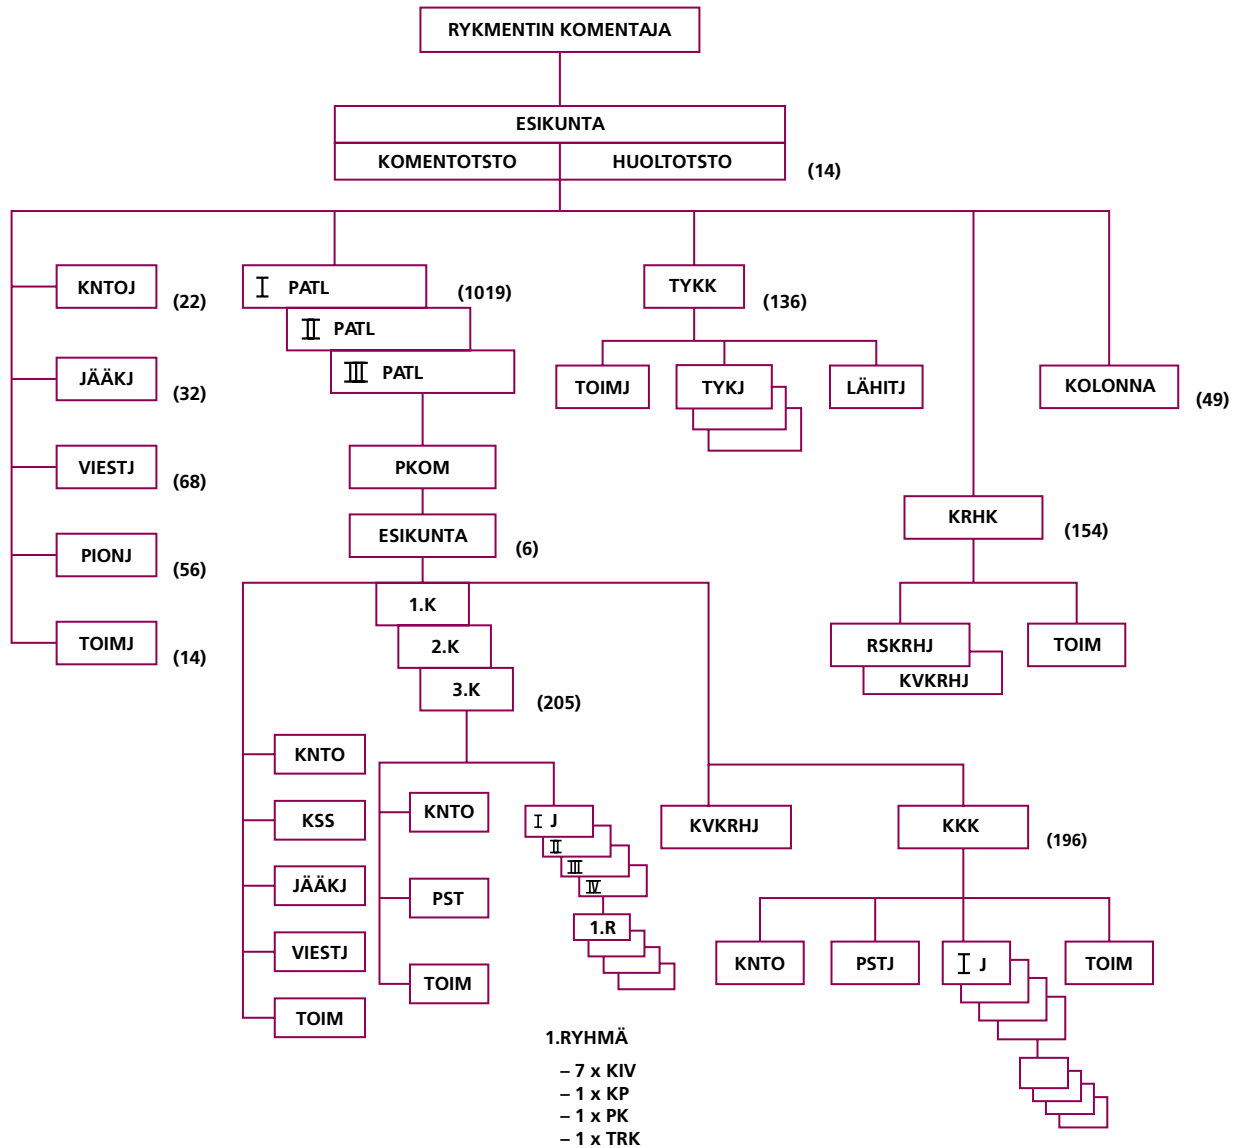 RYKMENTIN KOMENTAJA
ESIKUNTA
KOMENTOTSTO HUOLTOTSTO (14)
KNTOJ (22)
JÄÄKJ (32)
VIESTJ (68)
PIONJ (56)
TOIMJ (14)
I PATL (1019)
II PATL
III PATL
PKOM
ESIKUNTA (6)
1.K
2.K
3.K (205)
KNTO
KSS
JÄÄKJ
VIESTJ
TOIM
KNTO
PST
TOIM
I J
II
III
IV
1.R
1.RYHMÄ
– 7 x KIV
– 1 x KP
– 1 x PK
– 1 x TRK
TYKK (136)
TOIMJ TYKJ LÄHITJ
KRHK (154)
RSKRHJ TOIM
KVKRHJ
KOLONNA (49)
KVKRHJ
KKK (196)
KNTO PSTJ I J TOIM